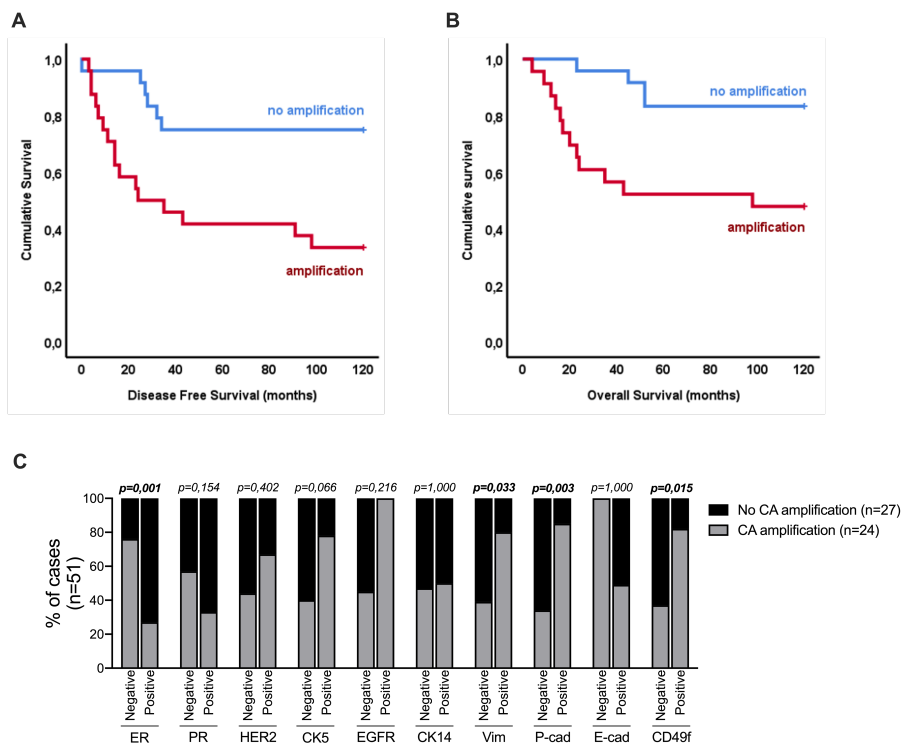 A
1,0
0,8
0,6
0,4
0,2
0,0
Cumulative Survival
no amplification
amplification
0 20 40 60 80 100 120
Disease Free Survival (months)
B
1,0
0,8
0,6
0,4
0,2
0,0
Cumulative survival
no amplification
amplification
0 20 40 60 80 100 120
Overall Survival (months)
C
p=0,001 p=0,154 p=0,402 p=0,066 p=0,216 p=1,000 p=0,033 p=0,003 p=1,000 p=0,015
100
80
60
40
20
0
% of cases
(n=51)
No CA amplification (n=27)
CA amplification (n=24)
Negative Positive Negative Positive Negative Positive Negative Positive Negative Positive Negative Positive Negative Positive Negative Positive Negative Positive Negative Positive
ER PR HER2 CK5 EGFR CK14 Vim P-cad E-cad CD49f